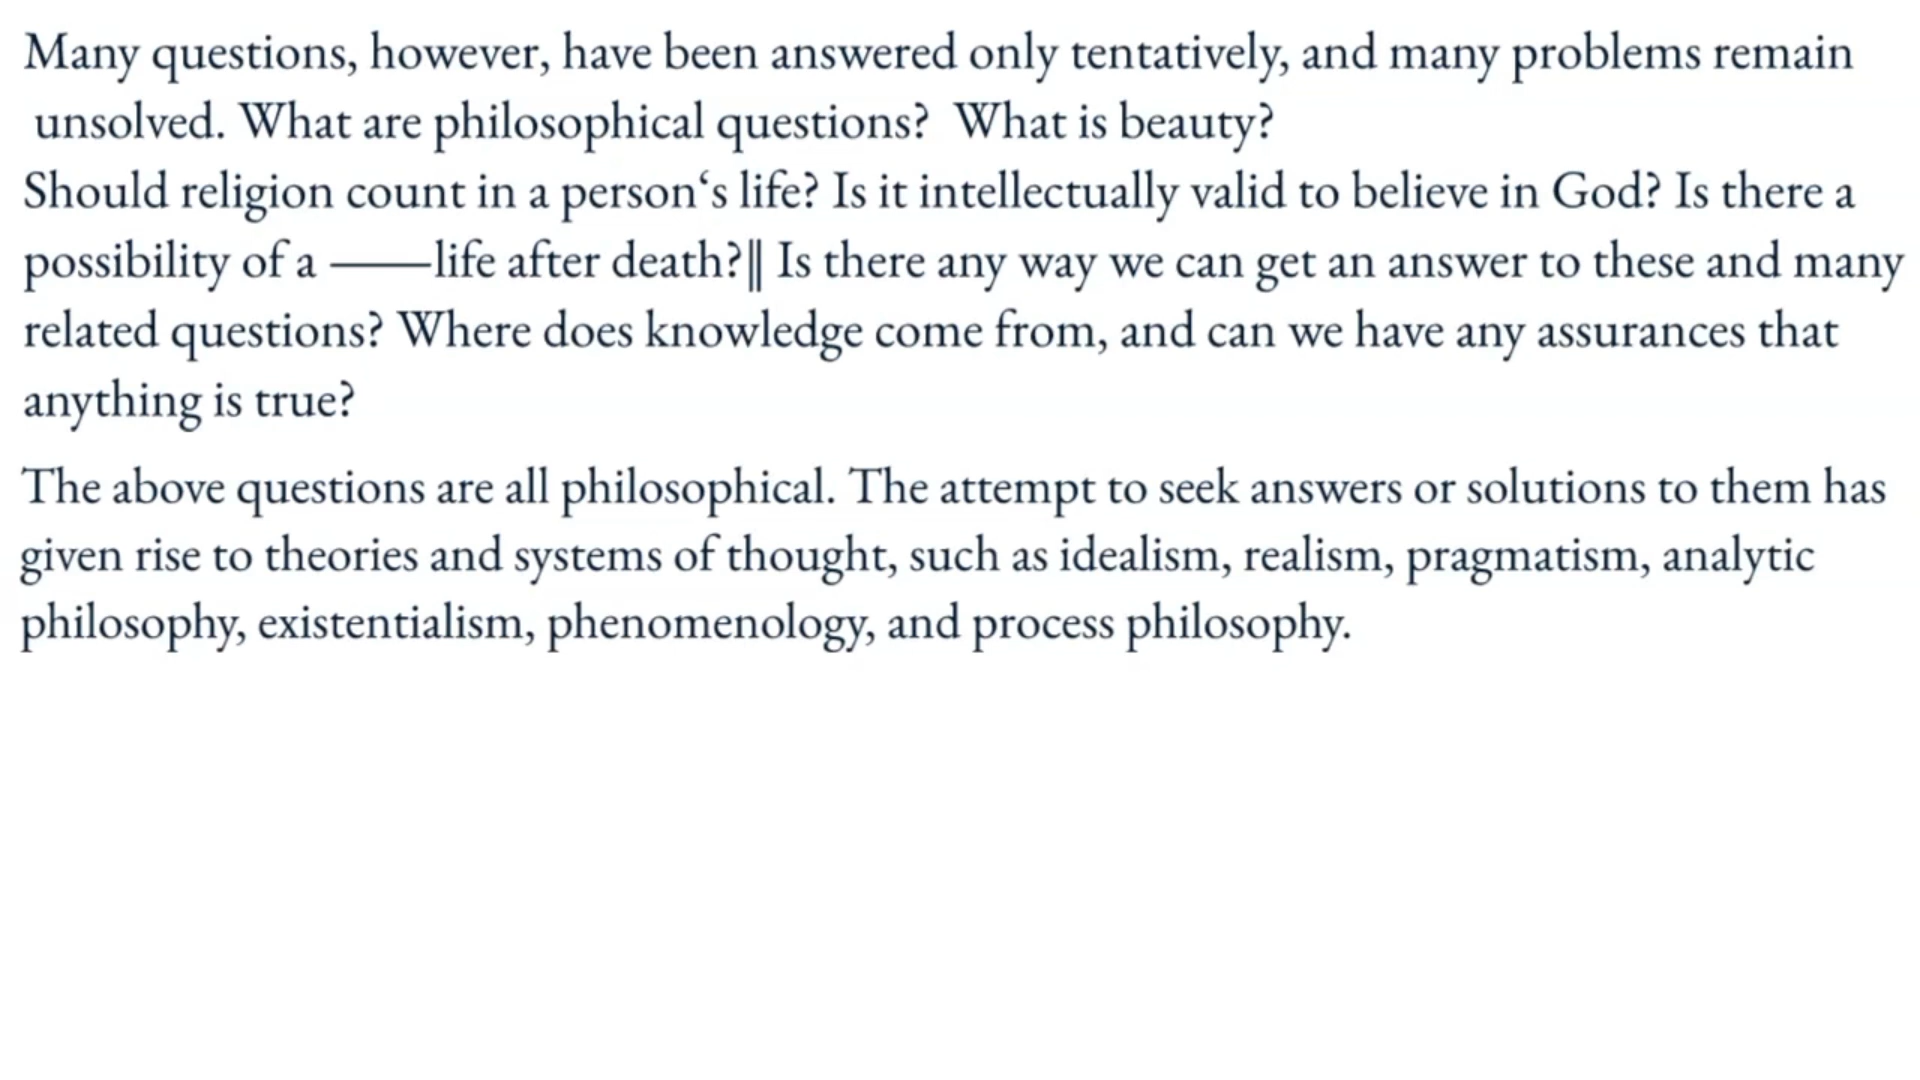 Many questions, however, have been answered only tentatively, and many problems remain
unsolved. What are philosophical questions?  What is beauty?
Should religion count in a person‘s life? Is it intellectually valid to believe in God? Is there a
possibility of a ――life after death?‖ Is there any way we can get an answer to these and many
related questions? Where does knowledge come from, and can we have any assurances that
anything is true?
The above questions are all philosophical. The attempt to seek answers or solutions to them has
given rise to theories and systems of thought, such as idealism, realism, pragmatism, analytic
philosophy, existentialism, phenomenology, and process philosophy.